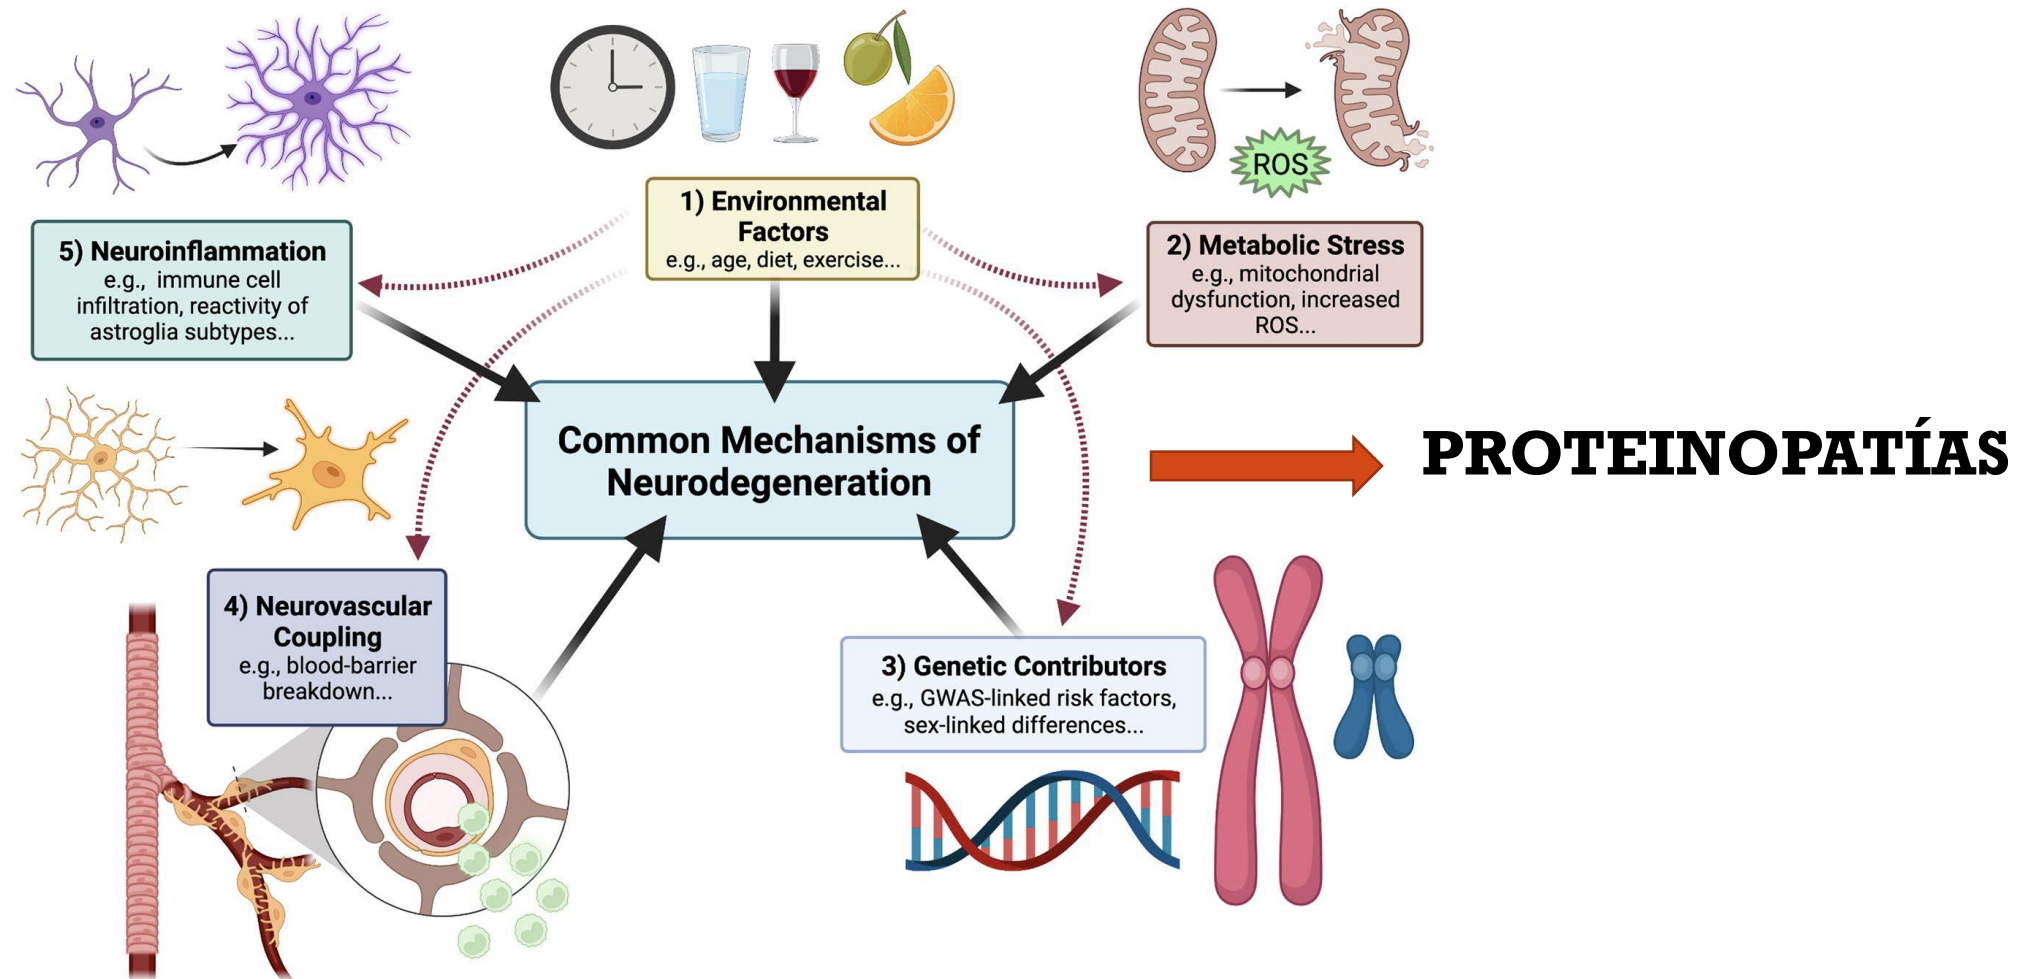 1) Environmental
Factors
e.g., age, diet, exercise...
ROS
2) Metabolic Stress
e.g., mitochondrial
dysfunction, increased
ROS...
5) Neuroinflammation
e.g., immune cell
infiltration, reactivity of
astroglia subtypes...
Common Mechanisms of
Neurodegeneration
PROTEINOPATÍAS
4) Neurovascular
Coupling
e.g., blood-barrier
breakdown...
3) Genetic Contributors
e.g., GWAS-linked risk factors,
sex-linked differences...